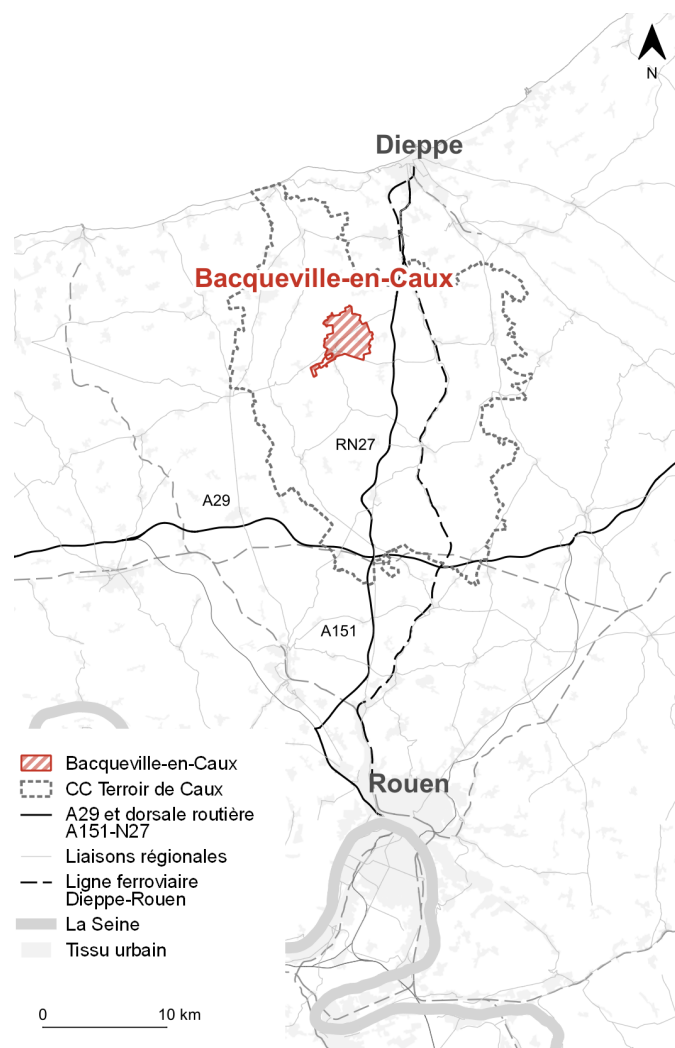 N
Dieppe
Bacqueville-en-Caux
RN27
A29
A151
Rouen
Bacqueville-en-Caux
CC Terroir de Caux
A29 et dorsale routière
A151-N27
Liaisons régionales
Ligne ferroviaire
Dieppe-Rouen
La Seine
Tissu urbain
0 10 km